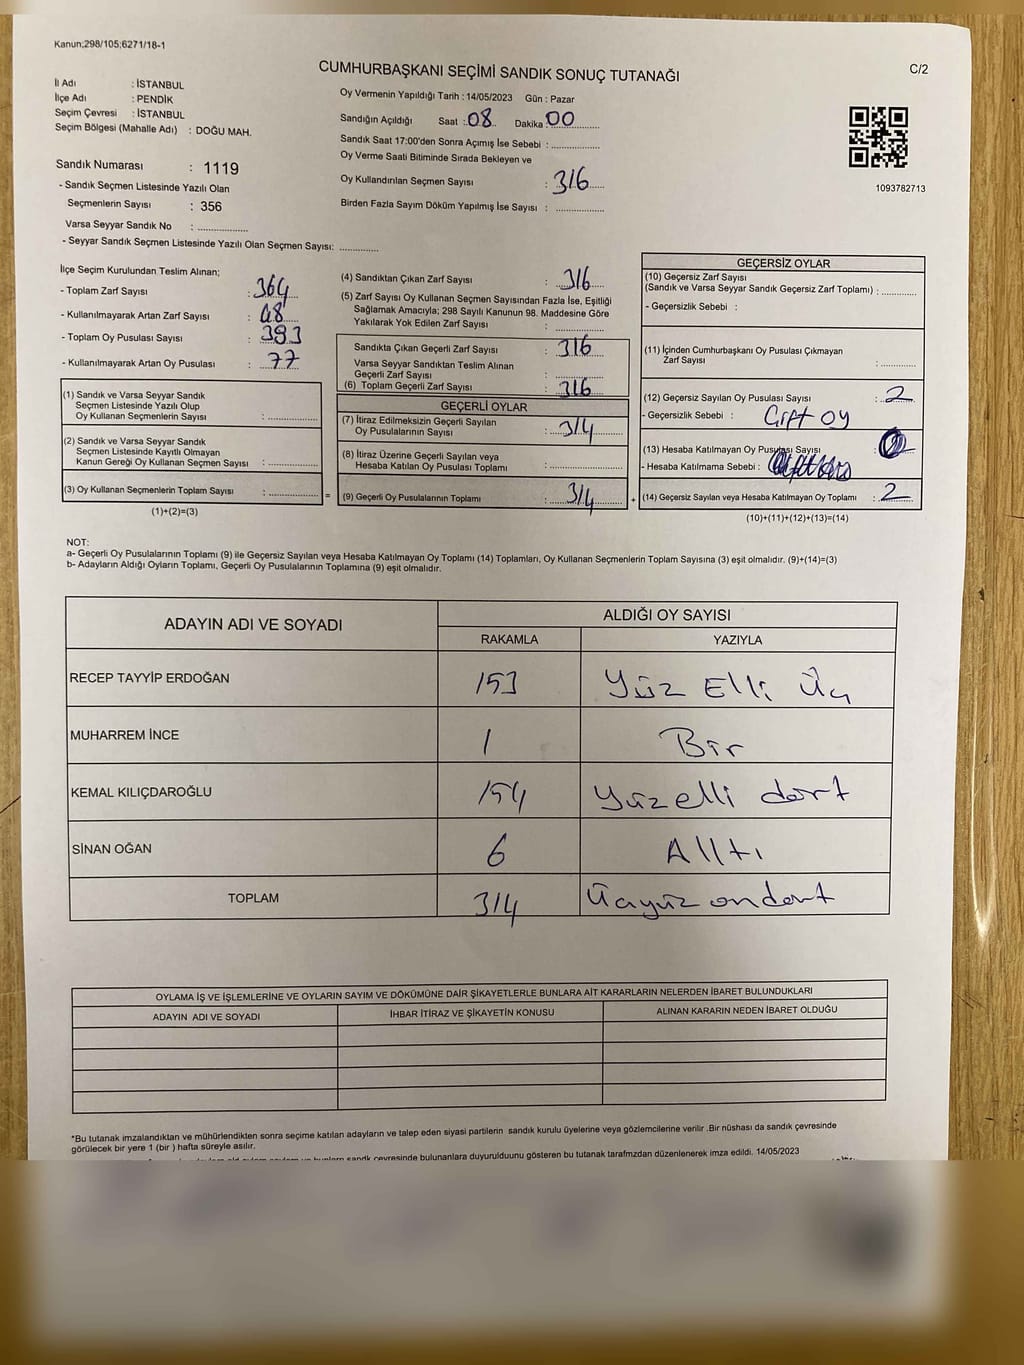 Kanun;298/105;6271/18-1
C/2
CUMHURBAŞKANI SEÇİMİ SANDIK SONUÇ TUTANAĞI
İl Adı : İSTANBUL
İlçe Adı : PENDİK
Seçim Çevresi : İSTANBUL
Seçim Bölgesi (Mahalle Adı) : DOĞU MAH.
Sandık Numarası : 1119
- Sandık Seçmen Listesinde Yazılı Olan
Seçmenlerin Sayısı : 356
Varsa Seyyar Sandık No : ....................
- Seyyar Sandık Seçmen Listesinde Yazılı Olan Seçmen Sayısı: ...............
Oy Vermenin Yapıldığı Tarih : 14/05/2023 Gün : Pazar
Sandığın Açıldığı Saat : 08 Dakika 00
Sandık Saat 17:00'den Sonra Açımış İse Sebebi : ...................
Oy Verme Saati Bitiminde Sırada Bekleyen ve
Oy Kullandırılan Seçmen Sayısı : 316
Birden Fazla Sayım Döküm Yapılmış İse Sayısı : ...................
1093782713
İlçe Seçim Kurulundan Teslim Alınan;
- Toplam Zarf Sayısı : 364
- Kullanılmayarak Artan Zarf Sayısı : 48
- Toplam Oy Pusulası Sayısı : 393
- Kullanılmayarak Artan Oy Pusulası : 77
(1) Sandık ve Varsa Seyyar Sandık
Seçmen Listesinde Yazılı Olup
Oy Kullanan Seçmenlerin Sayısı : ...................
(2) Sandık ve Varsa Seyyar Sandık
Seçmen Listesinde Kayıtlı Olmayan
Kanun Gereği Oy Kullanan Seçmen Sayısı : ...................
(3) Oy Kullanan Seçmenlerin Toplam Sayısı : ................... =
(1)+(2)=(3)
(4) Sandıktan Çıkan Zarf Sayısı : 316
(5) Zarf Sayısı Oy Kullanan Seçmen Sayısından Fazla İse, Eşitliği
Sağlamak Amacıyla; 298 Sayılı Kanunun 98. Maddesine Göre
Yakılarak Yok Edilen Zarf Sayısı : ...................
Sandıkta Çıkan Geçerli Zarf Sayısı : 316
Varsa Seyyar Sandıktan Teslim Alınan
Geçerli Zarf Sayısı : ...................
(6) Toplam Geçerli Zarf Sayısı : 316
GEÇERLİ OYLAR
(7) İtiraz Edilmeksizin Geçerli Sayılan
Oy Pusulalarının Sayısı : 314
(8) İtiraz Üzerine Geçerli Sayılan veya
Hesaba Katılan Oy Pusulası Toplamı : ...................
(9) Geçerli Oy Pusulalarının Toplamı : 314 +
GEÇERSİZ OYLAR
(10) Geçersiz Zarf Sayısı
(Sandık ve Varsa Seyyar Sandık Geçersiz Zarf Toplamı) : .............
- Geçersizlik Sebebi :
(11) İçinden Cumhurbaşkanı Oy Pusulası Çıkmayan
Zarf Sayısı : .............
(12) Geçersiz Sayılan Oy Pusulası Sayısı : 2
- Geçersizlik Sebebi : Çift oy
(13) Hesaba Katılmayan Oy Pusulası Sayısı :
- Hesaba Katılmama Sebebi :
(14) Geçersiz Sayılan veya Hesaba Katılmayan Oy Toplamı : 2
(10)+(11)+(12)+(13)=(14)
NOT:
a- Geçerli Oy Pusulalarının Toplamı (9) ile Geçersiz Sayılan veya Hesaba Katılmayan Oy Toplamı (14) Toplamları, Oy Kullanan Seçmenlerin Toplam Sayısına (3) eşit olmalıdır. (9)+(14)=(3)
b- Adayların Aldığı Oyların Toplamı, Geçerli Oy Pusulalarının Toplamına (9) eşit olmalıdır.
ADAYIN ADI VE SOYADI
ALDIĞI OY SAYISI
RAKAMLA YAZIYLA
RECEP TAYYİP ERDOĞAN 153 Yüz Elli Üç
MUHARREM İNCE 1 Bir
KEMAL KILIÇDAROĞLU 154 Yüzelli dört
SİNAN OĞAN 6 Alltı
TOPLAM 314 Üçyüz ondört
OYLAMA İŞ VE İŞLEMLERİNE VE OYLARIN SAYIM VE DÖKÜMÜNE DAİR ŞİKAYETLERLE BUNLARA AİT KARARLARIN NELERDEN İBARET BULUNDUKLARI
ADAYIN ADI VE SOYADI İHBAR İTİRAZ VE ŞİKAYETİN KONUSU ALINAN KARARIN NEDEN İBARET OLDUĞU
*Bu tutanak imzalandıktan ve mühürlendikten sonra seçime katılan adayların ve talep eden siyasi partilerin sandık kurulu üyelerine veya gözlemcilerine verilir .Bir nüshası da sandık çevresinde
görülecek bir yere 1 (bir ) hafta süreyle asılır.
sandık çevresinde bulunanlara duyurulduunu gösteren bu tutanak tarafmzdan düzenlenerek imza edildi. 14/05/2023